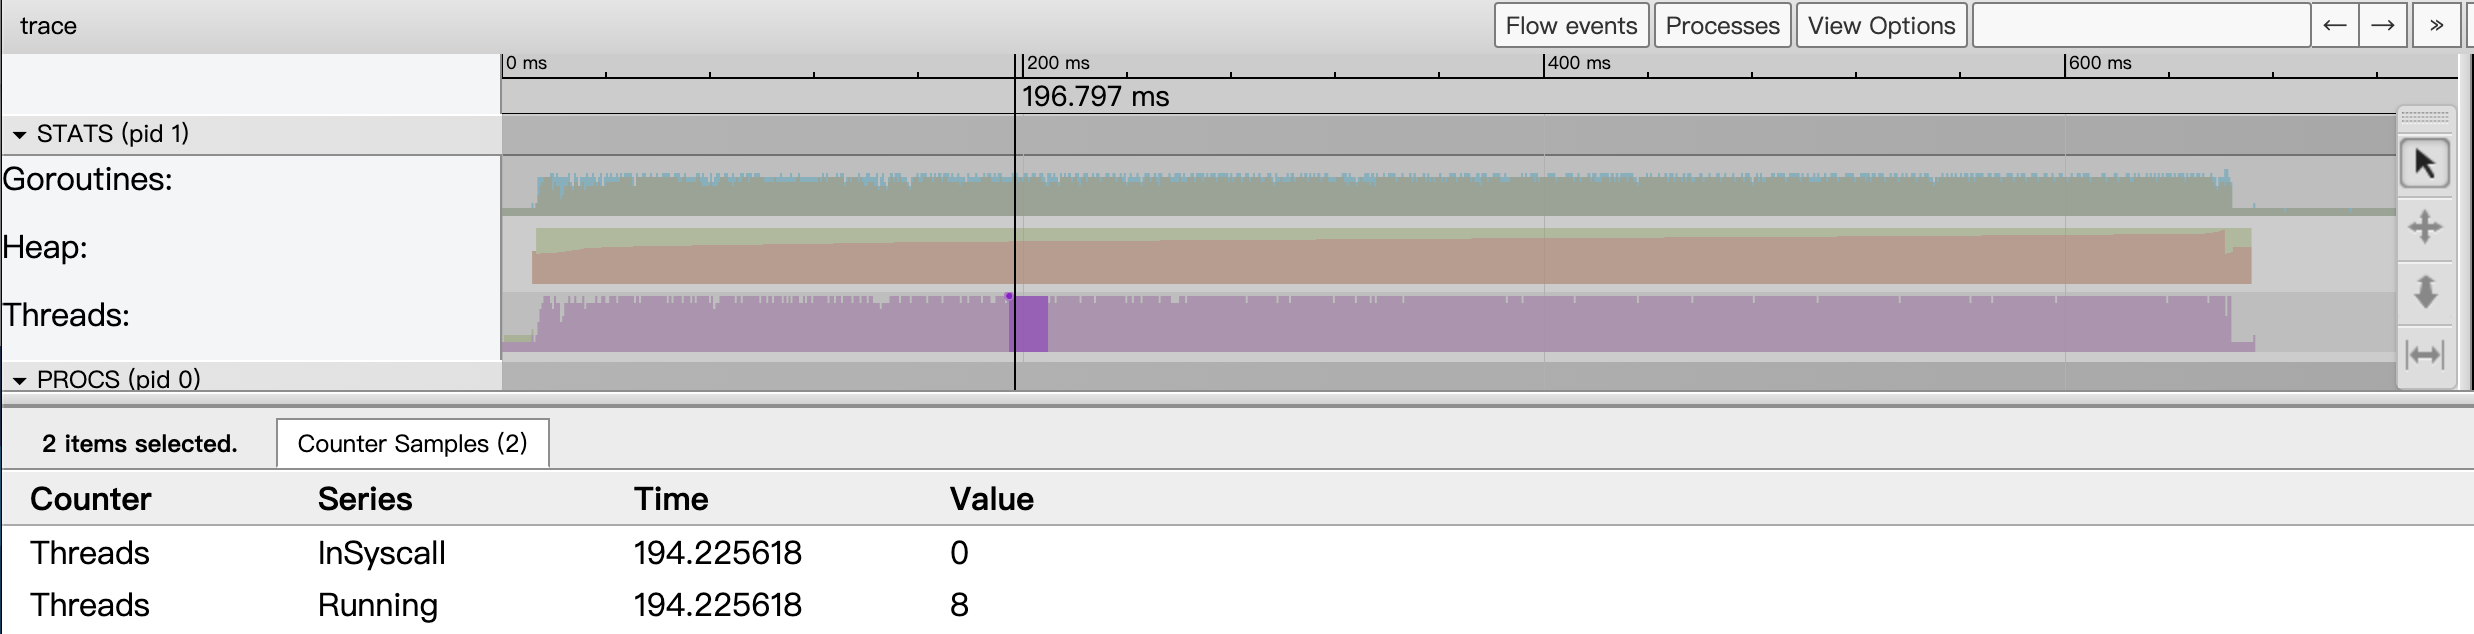 trace
Flow events Processes View Options ← → »
0 ms 200 ms 400 ms 600 ms
196.797 ms
STATS (pid 1)
Goroutines:
Heap:
Threads:
PROCS (pid 0)
2 items selected. Counter Samples (2)
Counter Series Time Value
Threads InSyscall 194.225618 0
Threads Running 194.225618 8